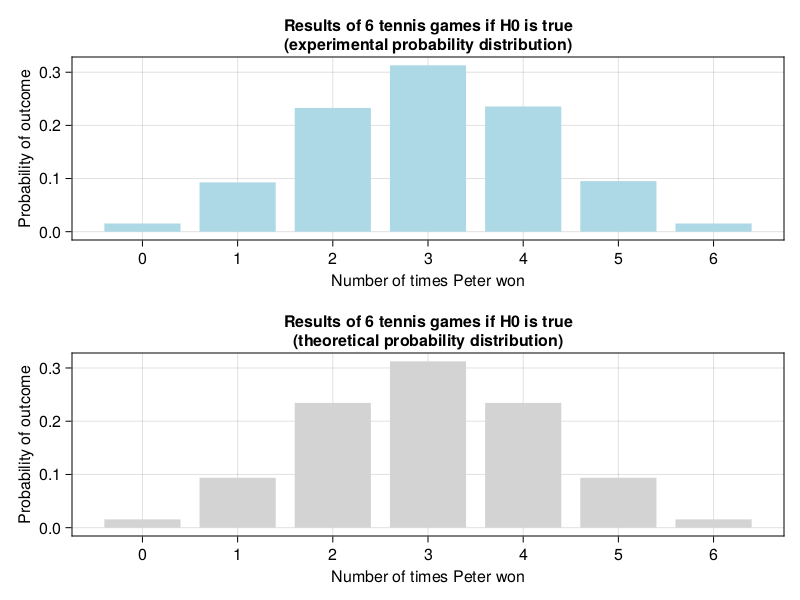 Results of 6 tennis games if H0 is true
(experimental probability distribution)
Probability of outcome
0.3
0.2
0.1
0.0
0 1 2 3 4 5 6
Number of times Peter won
Results of 6 tennis games if H0 is true
(theoretical probability distribution)
Probability of outcome
0.3
0.2
0.1
0.0
0 1 2 3 4 5 6
Number of times Peter won